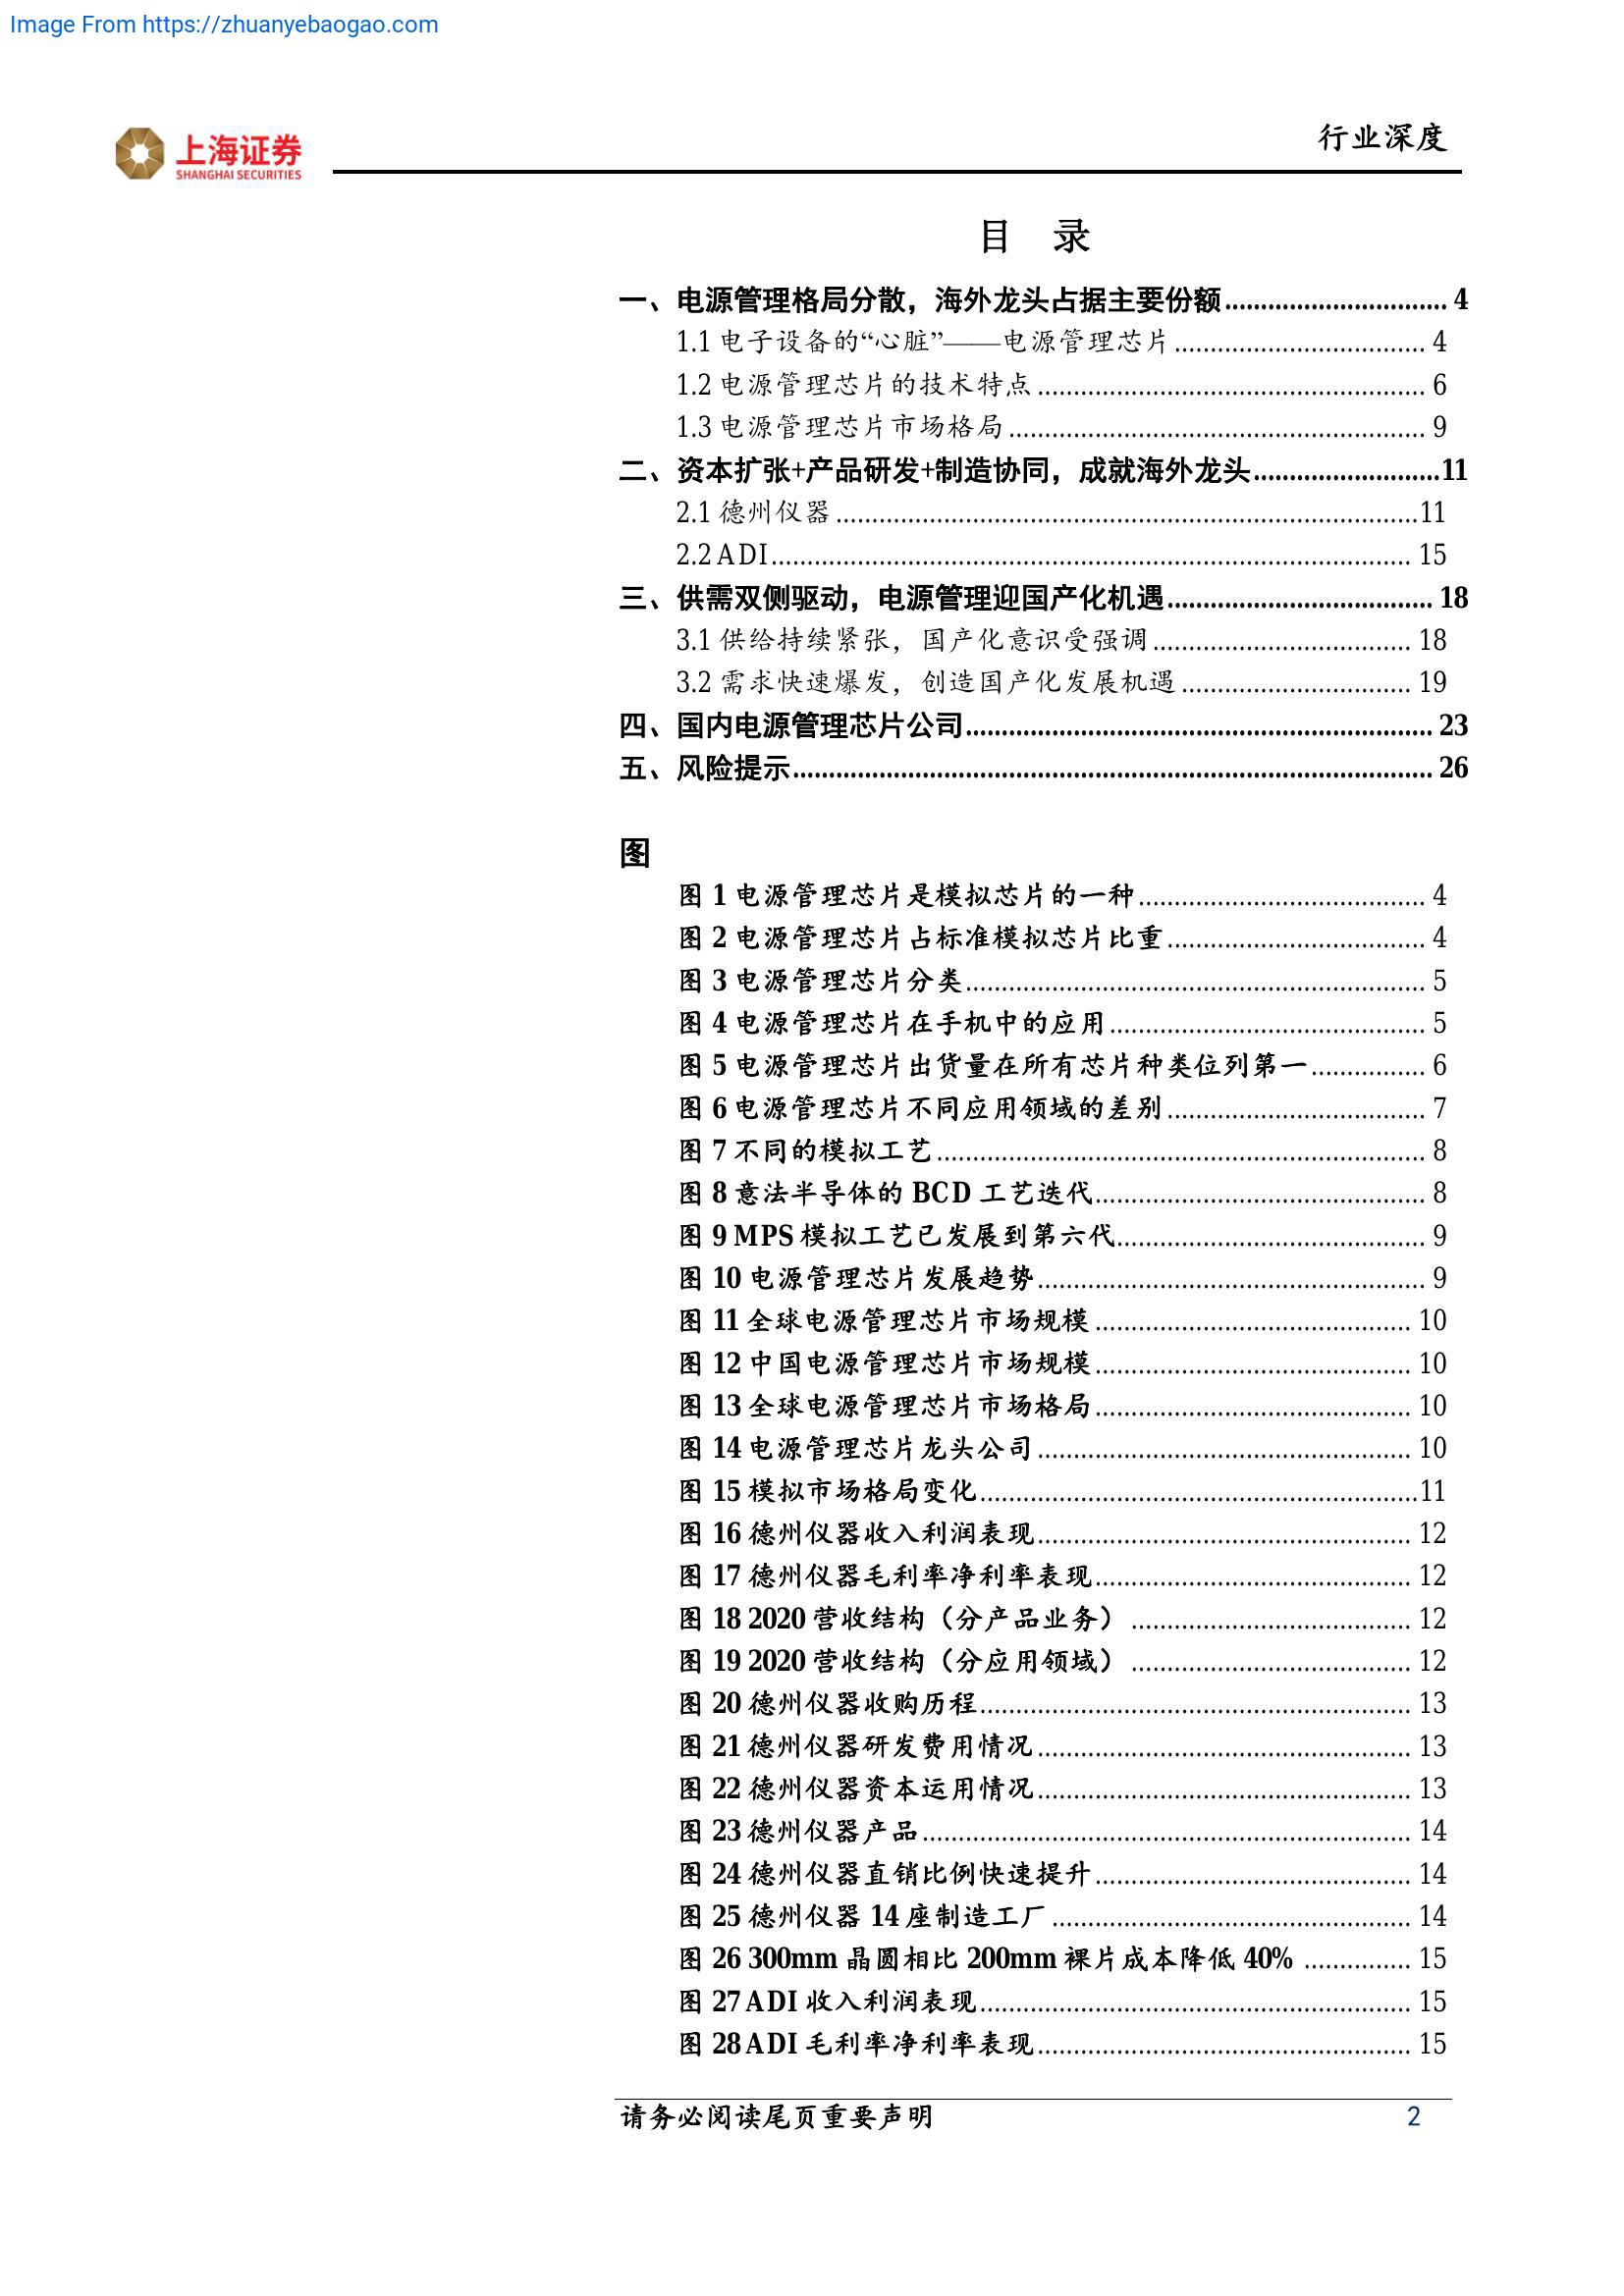 Image From https://zhuanyebaogao.com
上海证券
SHANGHAI SECURITIES
行业深度
目 录
一、电源管理格局分散，海外龙头占据主要份额............................... 4
1.1 电子设备的“心脏”——电源管理芯片................................... 4
1.2 电源管理芯片的技术特点...................................................... 6
1.3 电源管理芯片市场格局.......................................................... 9
二、资本扩张+产品研发+制造协同，成就海外龙头..........................11
2.1 德州仪器.................................................................................11
2.2 ADI......................................................................................... 15
三、供需双侧驱动，电源管理迎国产化机遇..................................... 18
3.1 供给持续紧张，国产化意识受强调.................................... 18
3.2 需求快速爆发，创造国产化发展机遇................................ 19
四、国内电源管理芯片公司................................................................. 23
五、风险提示......................................................................................... 26
图
图 1 电源管理芯片是模拟芯片的一种........................................ 4
图 2 电源管理芯片占标准模拟芯片比重.................................... 4
图 3 电源管理芯片分类................................................................ 5
图 4 电源管理芯片在手机中的应用............................................ 5
图 5 电源管理芯片出货量在所有芯片种类位列第一................ 6
图 6 电源管理芯片不同应用领域的差别.................................... 7
图 7 不同的模拟工艺.................................................................... 8
图 8 意法半导体的 BCD 工艺迭代.............................................. 8
图 9 MPS 模拟工艺已发展到第六代........................................... 9
图 10 电源管理芯片发展趋势...................................................... 9
图 11 全球电源管理芯片市场规模............................................ 10
图 12 中国电源管理芯片市场规模............................................ 10
图 13 全球电源管理芯片市场格局............................................ 10
图 14 电源管理芯片龙头公司.................................................... 10
图 15 模拟市场格局变化.............................................................11
图 16 德州仪器收入利润表现.................................................... 12
图 17 德州仪器毛利率净利率表现............................................ 12
图 18 2020 营收结构（分产品业务）....................................... 12
图 19 2020 营收结构（分应用领域）....................................... 12
图 20 德州仪器收购历程............................................................ 13
图 21 德州仪器研发费用情况.................................................... 13
图 22 德州仪器资本运用情况.................................................... 13
图 23 德州仪器产品.................................................................... 14
图 24 德州仪器直销比例快速提升............................................ 14
图 25 德州仪器 14 座制造工厂.................................................. 14
图 26 300mm 晶圆相比 200mm 裸片成本降低 40% ............... 15
图 27 ADI 收入利润表现............................................................ 15
图 28 ADI 毛利率净利率表现.................................................... 15
请务必阅读尾页重要声明 2